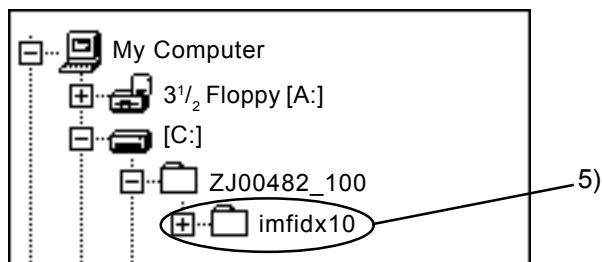 My Computer
3¹/₂ Floppy [A:]
[C:]
ZJ00482_100
5)
imfidx10